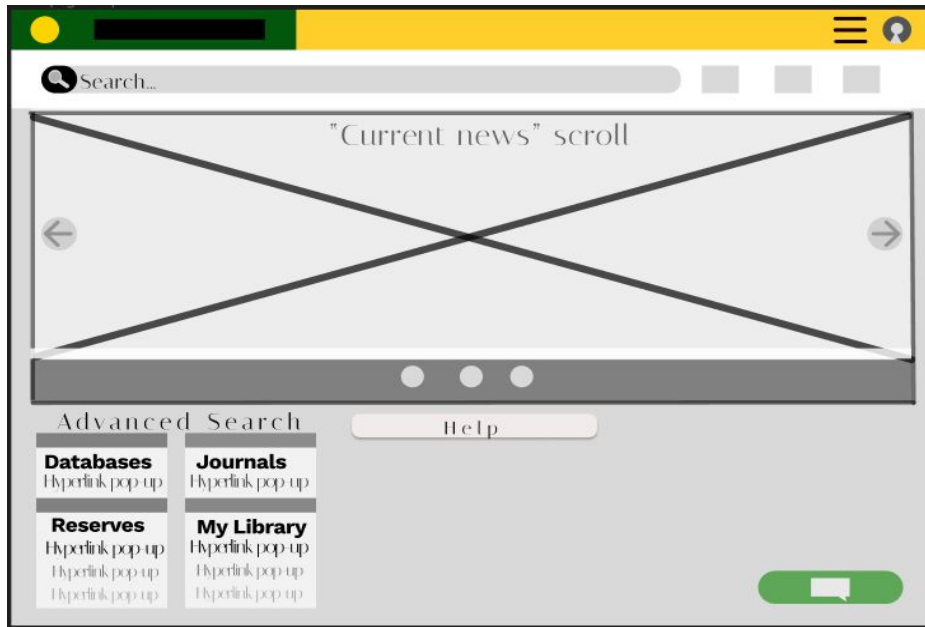 Search...
"Current news" scroll
Advanced Search
Help
Databases
Hyperlink pop-up
Journals
Hyperlink pop-up
Reserves
Hyperlink pop-up
Hyperlink pop-up
Hyperlink pop-up
My Library
Hyperlink pop-up
Hyperlink pop-up
Hyperlink pop-up